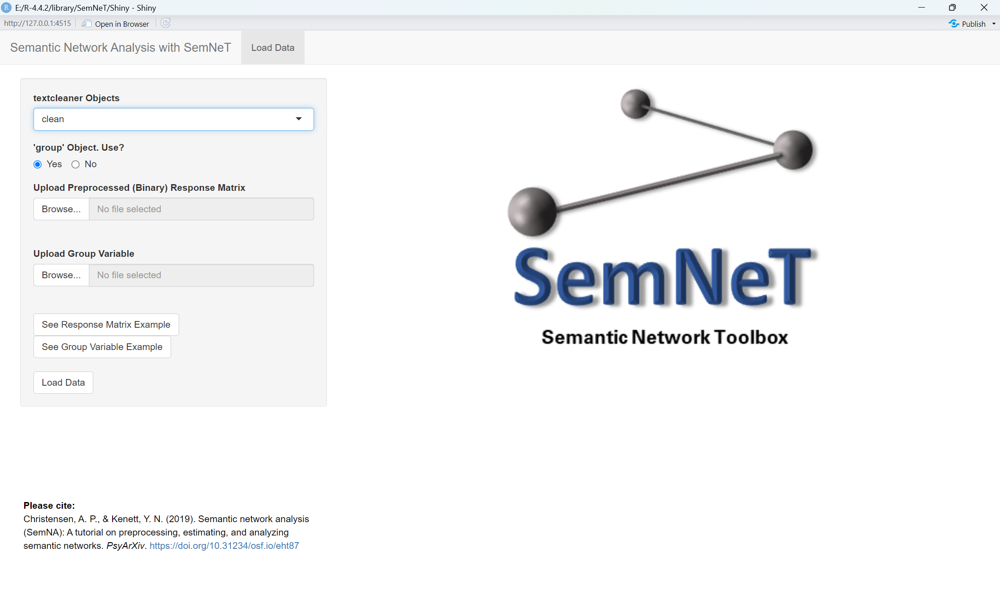 R E:/R-4.4.2/library/SemNeT/Shiny - Shiny
http://127.0.0.1:4515 Open in Browser Publish
Semantic Network Analysis with SemNeT Load Data
textcleaner Objects
clean
'group' Object. Use?
Yes No
Upload Preprocessed (Binary) Response Matrix
Browse... No file selected
Upload Group Variable
Browse... No file selected
See Response Matrix Example
See Group Variable Example
Load Data
SemNeT
Semantic Network Toolbox
Please cite:
Christensen, A. P., & Kenett, Y. N. (2019). Semantic network analysis
(SemNA): A tutorial on preprocessing, estimating, and analyzing
semantic networks. PsyArXiv. https://doi.org/10.31234/osf.io/eht87